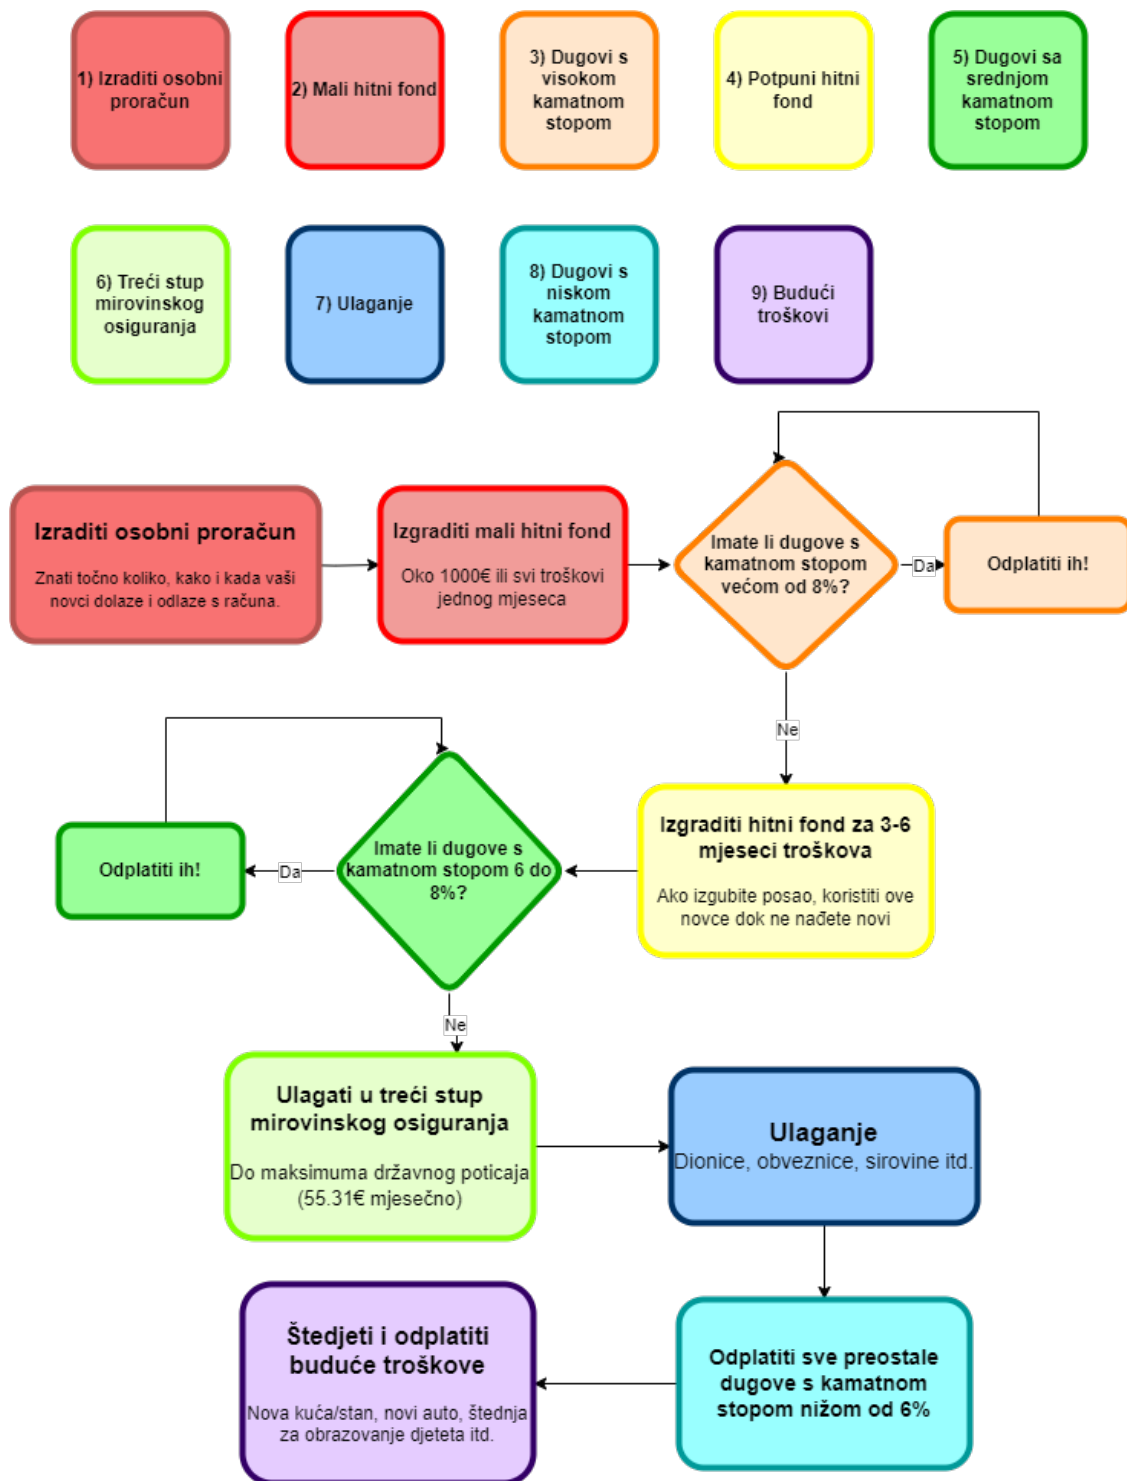 1) Izraditi osobni
proračun
2) Mali hitni fond
3) Dugovi s
visokom
kamatnom
stopom
4) Potpuni hitni
fond
5) Dugovi sa
srednjom
kamatnom
stopom
6) Treći stup
mirovinskog
osiguranja
7) Ulaganje
8) Dugovi s
niskom
kamatnom
stopom
9) Budući
troškovi
Izraditi osobni proračun
Znati točno koliko, kako i kada vaši
novci dolaze i odlaze s računa.
Izgraditi mali hitni fond
Oko 1000€ ili svi troškovi
jednog mjeseca
Imate li dugove s
kamatnom stopom
većom od 8%?
Da
Odplatiti ih!
Ne
Izgraditi hitni fond za 3-6
mjeseci troškova
Ako izgubite posao, koristiti ove
novce dok ne nađete novi
Imate li dugove s
kamatnom stopom 6 do
8%?
Da
Odplatiti ih!
Ne
Ulagati u treći stup
mirovinskog osiguranja
Do maksimuma državnog poticaja
(55.31€ mjesečno)
Ulaganje
Dionice, obveznice, sirovine itd.
Odplatiti sve preostale
dugove s kamatnom
stopom nižom od 6%
Štedjeti i odplatiti
buduće troškove
Nova kuća/stan, novi auto, štednja
za obrazovanje djeteta itd.